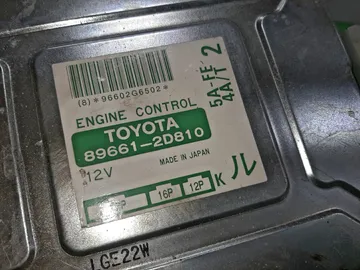 (8)*96602G6502*
ENGINE CONTROL
TOYOTA
89661-2D810
12V
MADE IN JAPAN
16P
12P
K
ル
5A-FE
4A/T
2
LGE22W